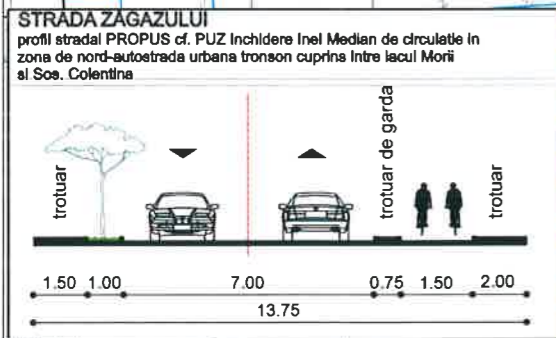 STRADA ZAGAZULUI
profil stradal PROPUS cf. PUZ Inchidere Inel Median de circulatie in
zona de nord-autostrada urbana tronson cuprins intre lacul Morii
si Sos. Colentina
trotuar
trotuar de garda
trotuar
1.50 1.00 7.00 0.75 1.50 2.00
13.75